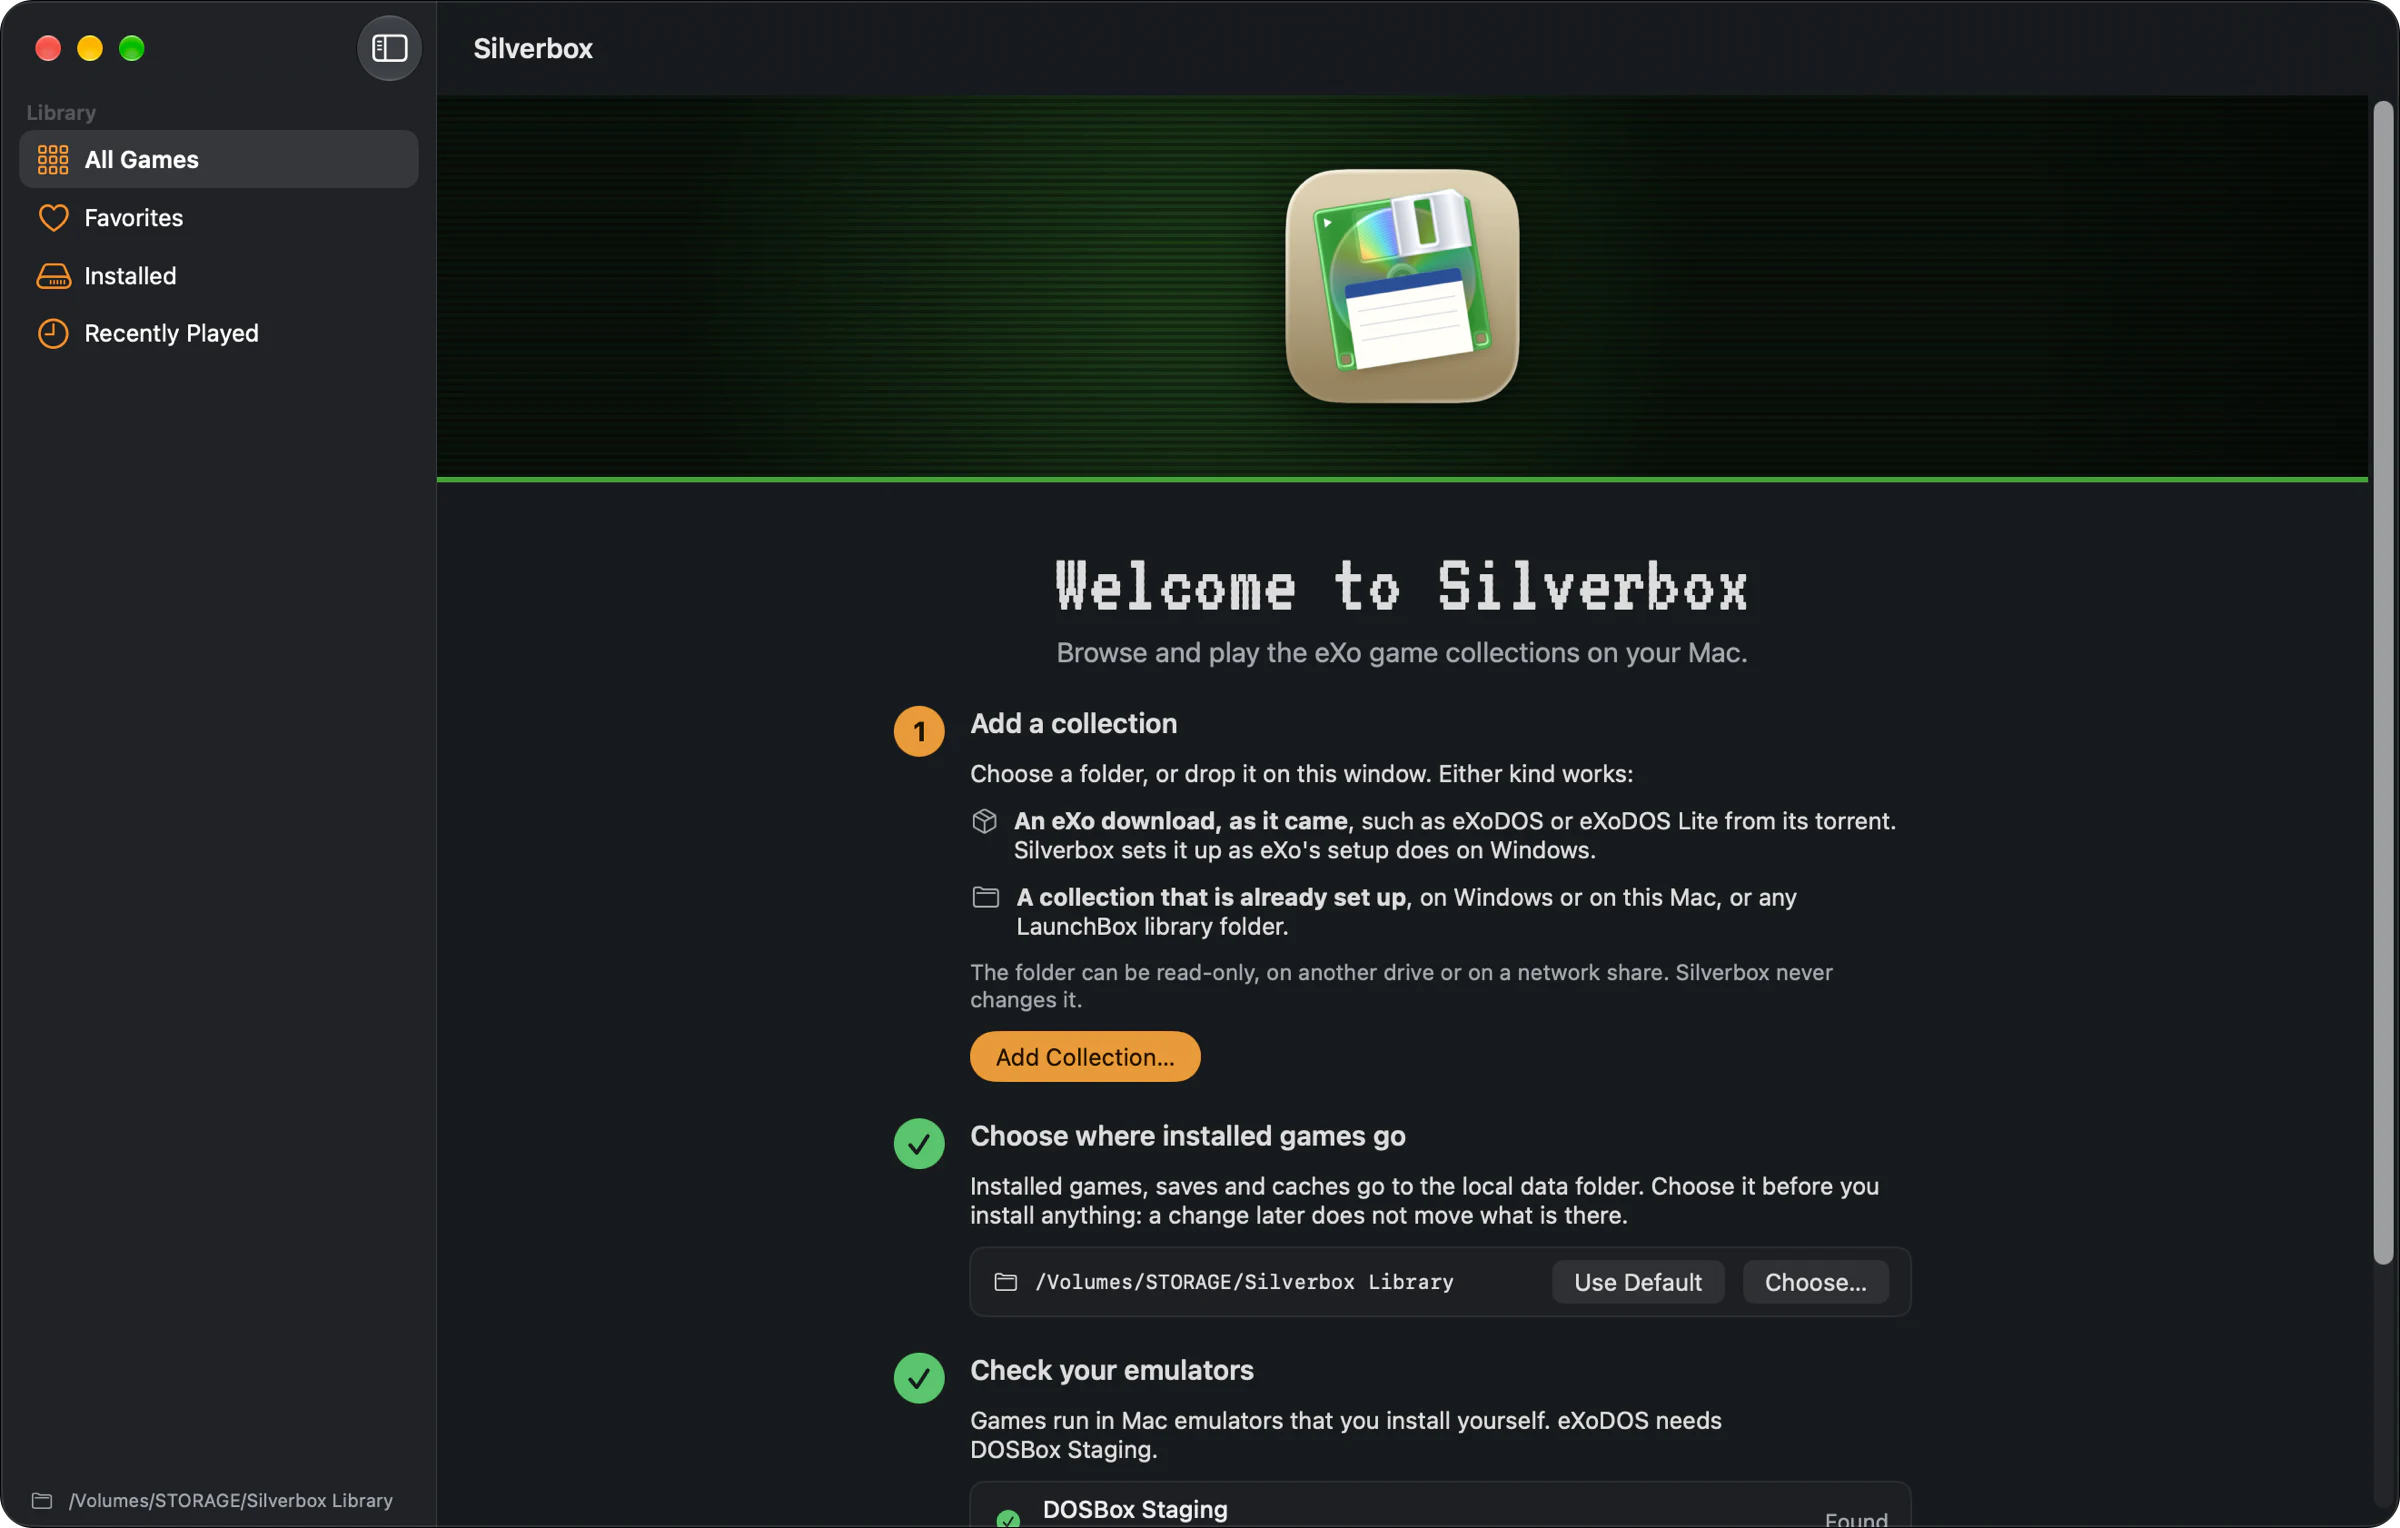 Silverbox
Library
All Games
Favorites
Installed
Recently Played
/Volumes/STORAGE/Silverbox Library
Welcome to Silverbox
Browse and play the eXo game collections on your Mac.
1
Add a collection
Choose a folder, or drop it on this window. Either kind works:
An eXo download, as it came, such as eXoDOS or eXoDOS Lite from its torrent.
Silverbox sets it up as eXo's setup does on Windows.
A collection that is already set up, on Windows or on this Mac, or any
LaunchBox library folder.
The folder can be read-only, on another drive or on a network share. Silverbox never
changes it.
Add Collection...
Choose where installed games go
Installed games, saves and caches go to the local data folder. Choose it before you
install anything: a change later does not move what is there.
/Volumes/STORAGE/Silverbox Library
Use Default
Choose...
Check your emulators
Games run in Mac emulators that you install yourself. eXoDOS needs
DOSBox Staging.
DOSBox Staging
Found